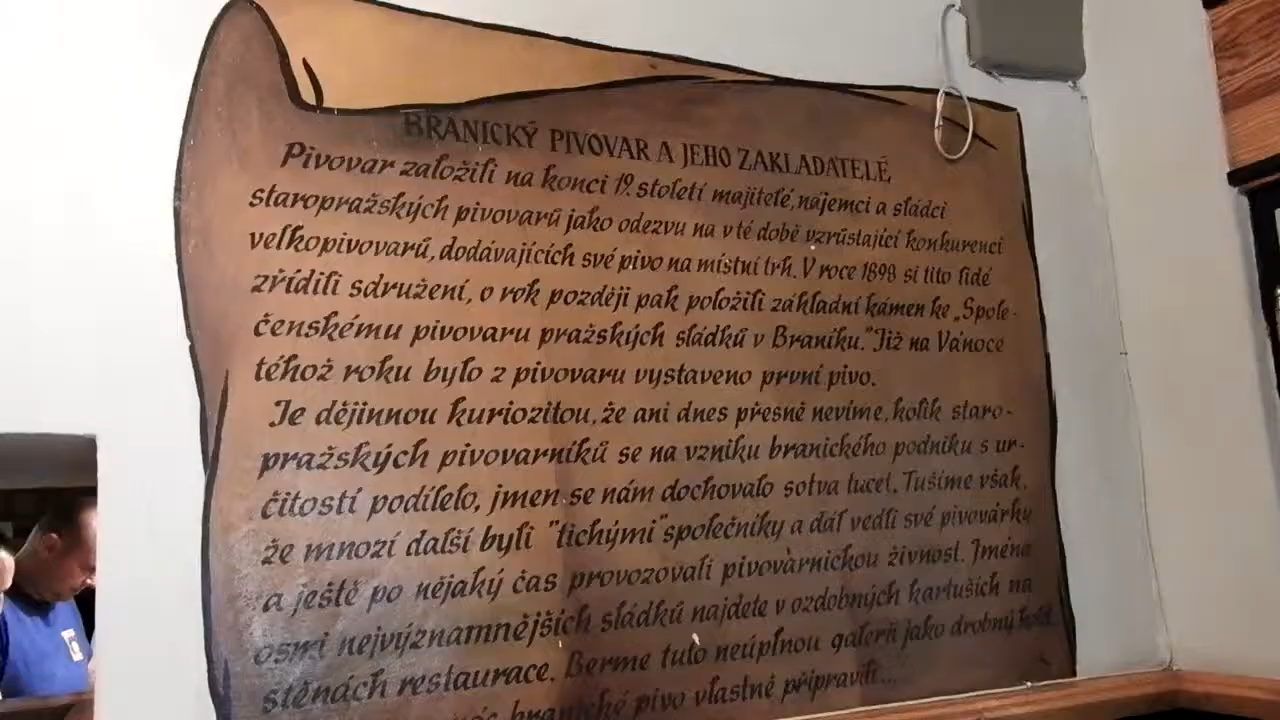 BRANICKÝ PIVOVAR A JEHO ZAKLADATELÉ
Pivovar založili na konci 19. století majitelé, nájemci a sládci
staropražských pivovarů jako odezvu na v té době vzrůstající konkurenci
velkopivovarů, dodávajících své pivo na místní trh. V roce 1898 si tito lidé
zřídili sdružení, o rok později pak položili základní kámen ke „Spole-
čenskému pivovaru pražských sládků v Braníku." Již na Vánoce
téhož roku bylo z pivovaru vystaveno první pivo.
Je dějinnou kuriozitou, že ani dnes přesně nevíme, kolik staro-
pražských pivovarníků se na vzniku branického podniku s ur-
čitostí podílelo, jmen se nám dochovalo sotva tucet. Tušíme však,
že mnozí další byli "tichými" společníky a dál vedli své pivovárky
a ještě po nějaký čas provozovali pivovárnickou živnost. Jména
osmi nejvýznamnějších sládků najdete v ozdobných kartuších na
stěnách restaurace. Berme tuto neúplnou galerii jako drobný
branické pivo vlastně připravili...